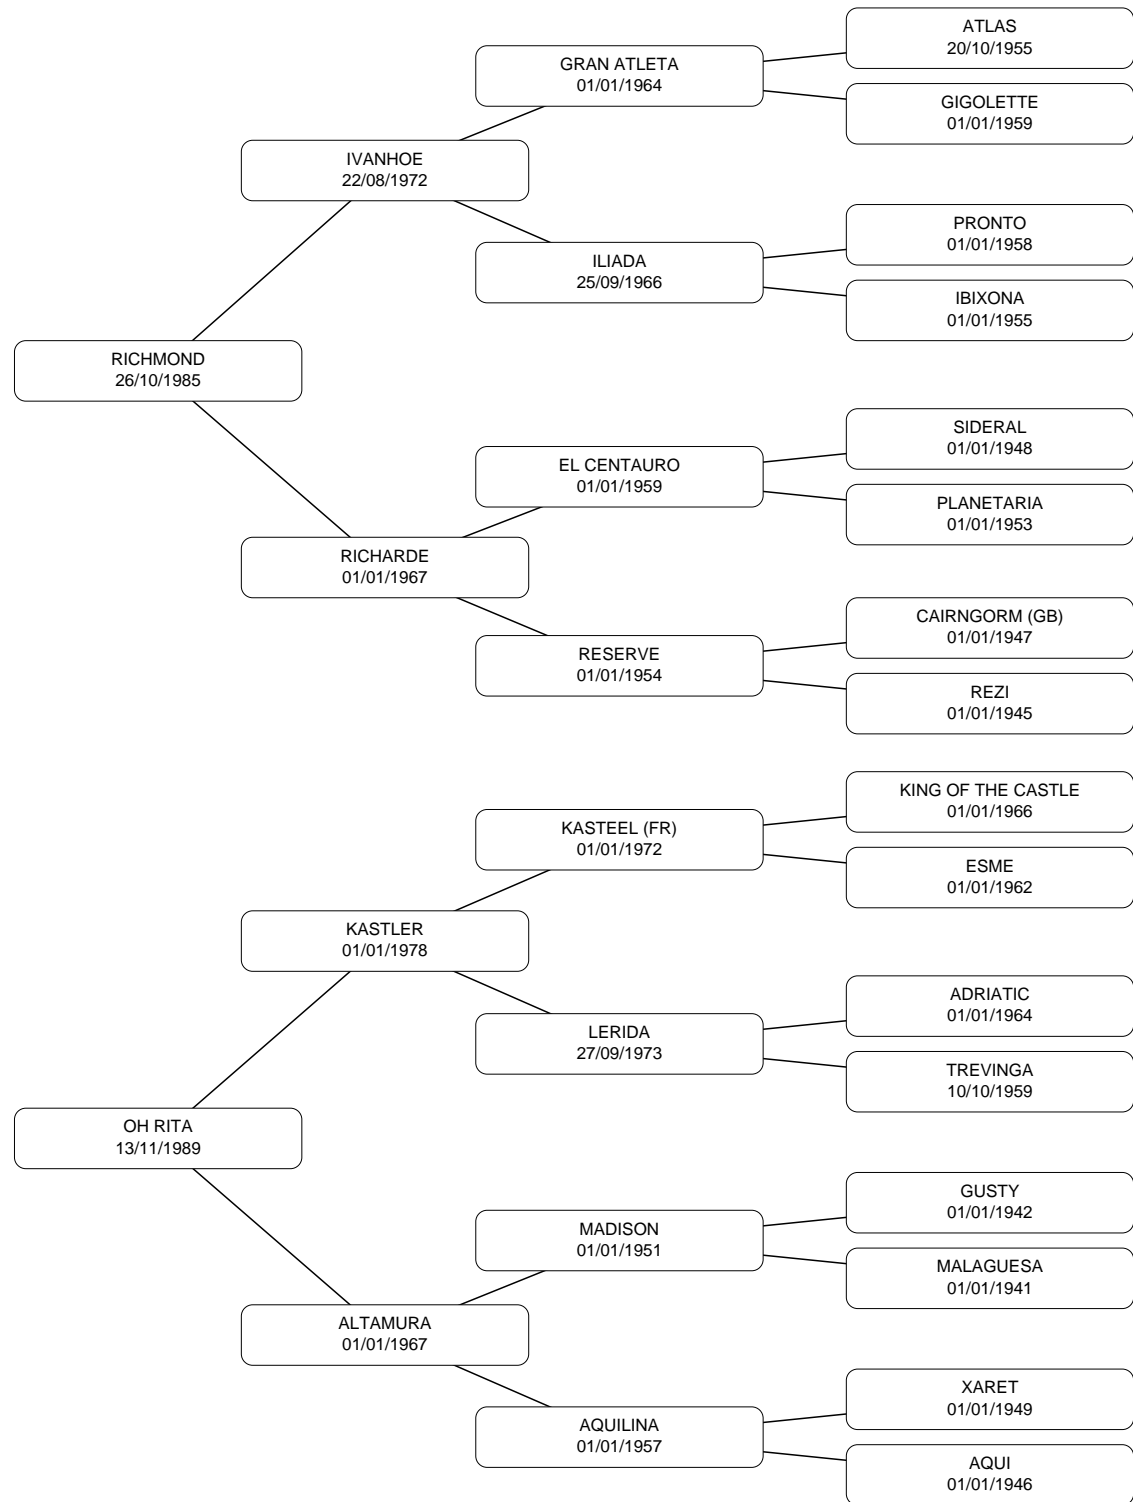 ATLAS
20/10/1955
GRAN ATLETA
01/01/1964
GIGOLETTE
01/01/1959
IVANHOE
22/08/1972
PRONTO
01/01/1958
ILIADA
25/09/1966
IBIXONA
01/01/1955
RICHMOND
26/10/1985
SIDERAL
01/01/1948
EL CENTAURO
01/01/1959
PLANETARIA
01/01/1953
RICHARDE
01/01/1967
CAIRNGORM (GB)
01/01/1947
RESERVE
01/01/1954
REZI
01/01/1945
KING OF THE CASTLE
01/01/1966
KASTEEL (FR)
01/01/1972
ESME
01/01/1962
KASTLER
01/01/1978
ADRIATIC
01/01/1964
LERIDA
27/09/1973
TREVINGA
10/10/1959
OH RITA
13/11/1989
GUSTY
01/01/1942
MADISON
01/01/1951
MALAGUESA
01/01/1941
ALTAMURA
01/01/1967
XARET
01/01/1949
AQUILINA
01/01/1957
AQUI
01/01/1946